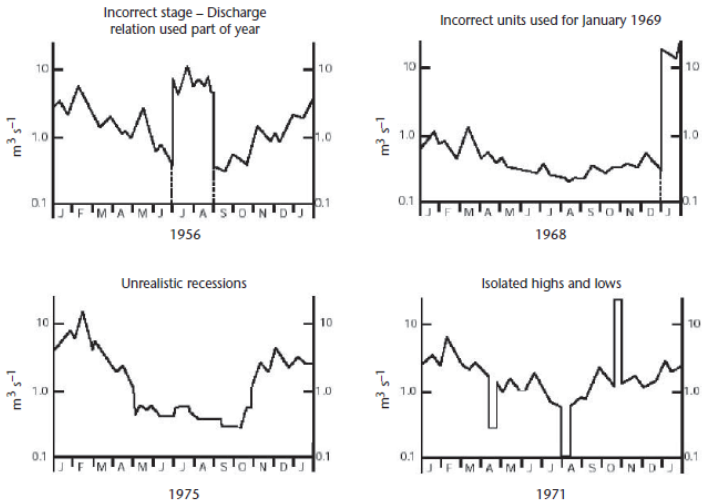 Incorrect stage – Discharge
relation used part of year
10
10
1.0
1.0
0.1
0.1
m³ s⁻¹
J F M A M J J A S O N D J
1956
Incorrect units used for January 1969
10
10
1.0
1.0
0.1
0.1
m³ s⁻¹
J F M A M J J A S O N D J
1968
Unrealistic recessions
10
10
1.0
1.0
0.1
0.1
m³ s⁻¹
J F M A M J J A S O N D J
1975
Isolated highs and lows
10
10
1.0
1.0
0.1
0.1
m³ s⁻¹
J F M A M J J A S O N D J
1971